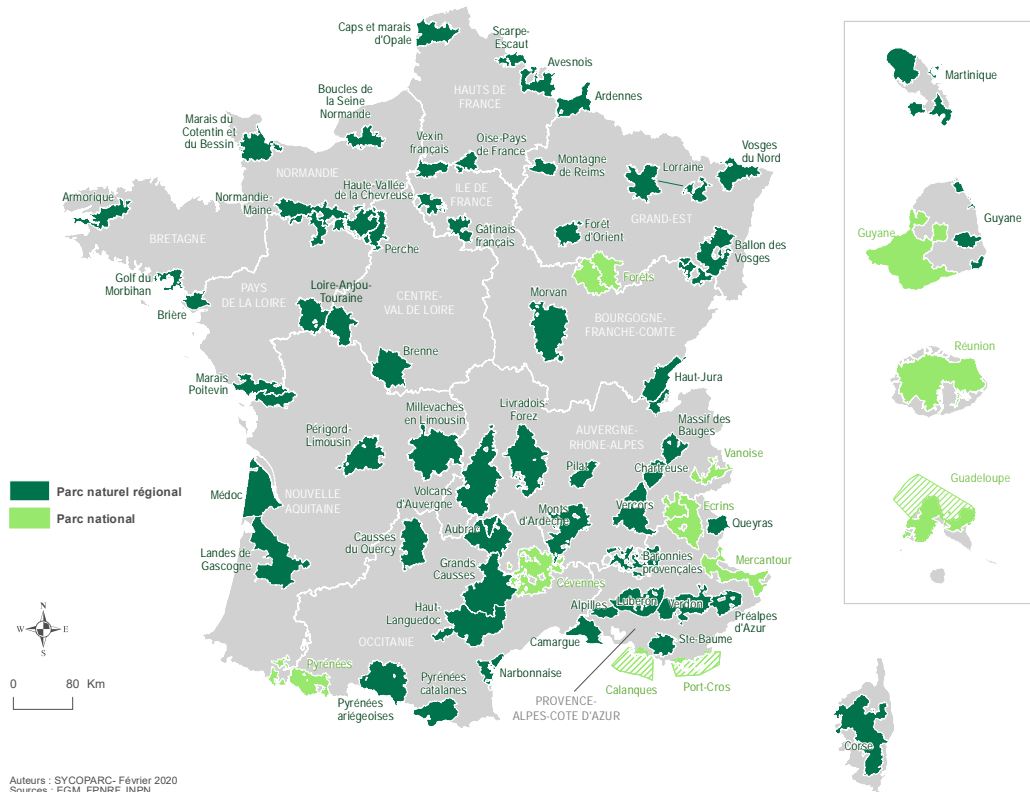 Caps et marais
d'Opale
Scarpe-
Escaut
Avesnois
Ardennes
HAUTS DE
FRANCE
Boucles de
la Seine
Normande
Marais du
Cotentin et
du Bessin
Vexin
français
Oise-Pays
de France
Montagne
de Reims
Lorraine
Vosges
du Nord
NORMANDIE
Haute-Vallée
de la Chevreuse
ILE DE
FRANCE
GRAND-EST
Armorique
Normandie-
Maine
Perche
Gâtinais
français
Forêt
d'Orient
Ballon des
Vosges
BRETAGNE
Forêts
Golf du
Morbihan
Brière
PAYS
DE LA LOIRE
Loire-Anjou-
Touraine
CENTRE-
VAL DE LOIRE
Morvan
BOURGOGNE-
FRANCHE-COMTE
Brenne
Haut-Jura
Marais
Poitevin
Millevaches
en Limousin
Livradois-
Forez
Massif des
Bauges
Périgord-
Limousin
AUVERGNE-
RHONE-ALPES
Vanoise
Pilat
Chartreuse
Parc naturel régional
Parc national
Médoc
NOUVELLE
AQUITAINE
Volcans
d'Auvergne
Monts
d'Ardèche
Vercors
Ecrins
Queyras
Aubrac
Causses
du Quercy
Landes de
Gascogne
Grands
Causses
Cévennes
Baronnies
provençales
Mercantour
Haut-
Languedoc
Alpilles
Luberon
Verdon
Préalpes
d'Azur
OCCITANIE
Camargue
Ste-Baume
Pyrénées
Pyrénées
ariégeoises
Pyrénées
catalanes
Narbonnaise
Calanques
Port-Cros
PROVENCE-
ALPES-COTE D'AZUR
Martinique
Guyane
Guyane
Réunion
Guadeloupe
Corse
N
W
E
S
0 80 Km
Auteurs : SYCOPARC- Février 2020
Sources : EGM, FPNRF, INPN